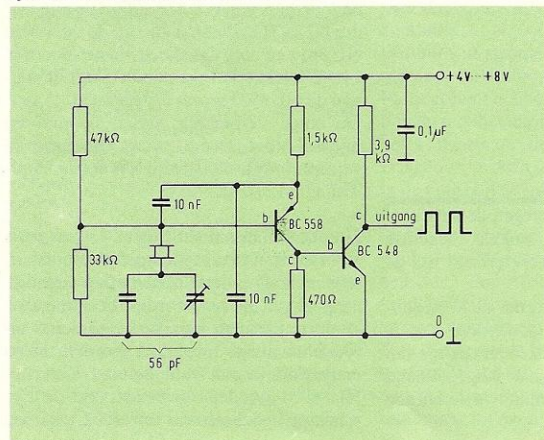 +4V ... +8V
47kΩ
1,5kΩ
3,9
kΩ
0,1µF
10 nF
e
b
BC 558
c
c
uitgang
b
BC 548
e
33kΩ
10 nF
470Ω
0
56 pF